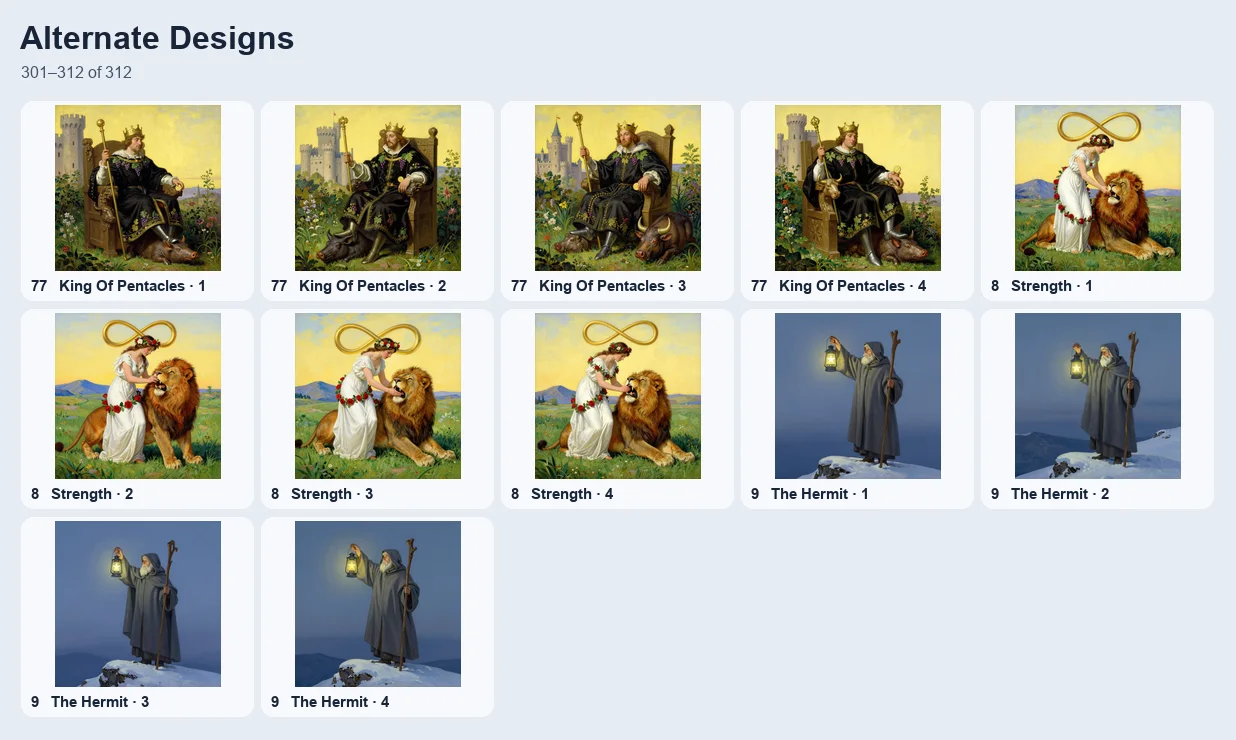 Alternate Designs
301–312 of 312
77 King Of Pentacles · 1
77 King Of Pentacles · 2
77 King Of Pentacles · 3
77 King Of Pentacles · 4
8 Strength · 1
8 Strength · 2
8 Strength · 3
8 Strength · 4
9 The Hermit · 1
9 The Hermit · 2
9 The Hermit · 3
9 The Hermit · 4